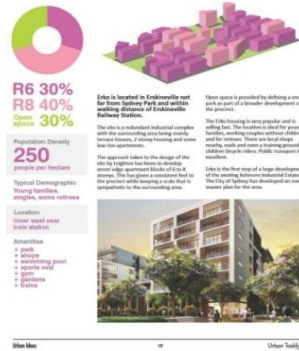 R6 30%
R8 40%
Open
space 30%
Population Density
250
people per hectare
Typical Demographic
Young families,
singles, some retirees
Location
inner west near
train station
Amenities
+ park
+ shops
+ swimming pool
+ sports oval
+ gym
+ gardens
+ trains
Erko is located in Erskineville not
far from Sydney Park and within
walking distance of Erskineville
Railway Station.
The site is a redundant industrial complex
with the surrounding area being mainly
terrace houses, 2 storey housing and some
low rise apartments.
The approach taken to the design of the
site by Leighton has been to develop
street edge apartment blocks of 6 to 8
storeys. This has given a consistent feel to
the precinct while keeping a scale that is
sympathetic to the surrounding area.
Open space is provided by defining a
park as part of a broader development
the precinct.
The Erko housing is very popular and is
selling fast. The location is ideal for
families, working couples without
and for retirees. There are local shops
nearby, ovals and even a training
children bicycle riders. Public transport
excellent.
Erko is the first step of a large
of the existing Ashmore Industrial
The City of Sydney has developed an
master plan for the area.
Urban Ideas
Urban